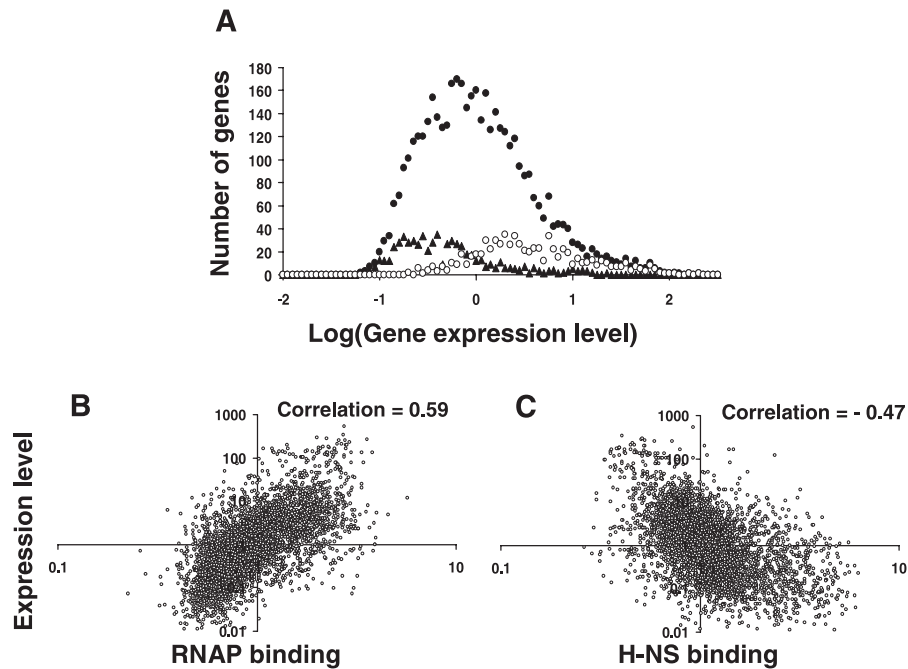 A
Number of genes
180
160
140
120
100
80
60
40
20
0
-2 -1 0 1 2
Log(Gene expression level)
B
Correlation = 0.59
1000
100
10
0.1 10
0.01
Expression level
RNAP binding
C
Correlation = - 0.47
1000
100
0.1 10
0.01
H-NS binding